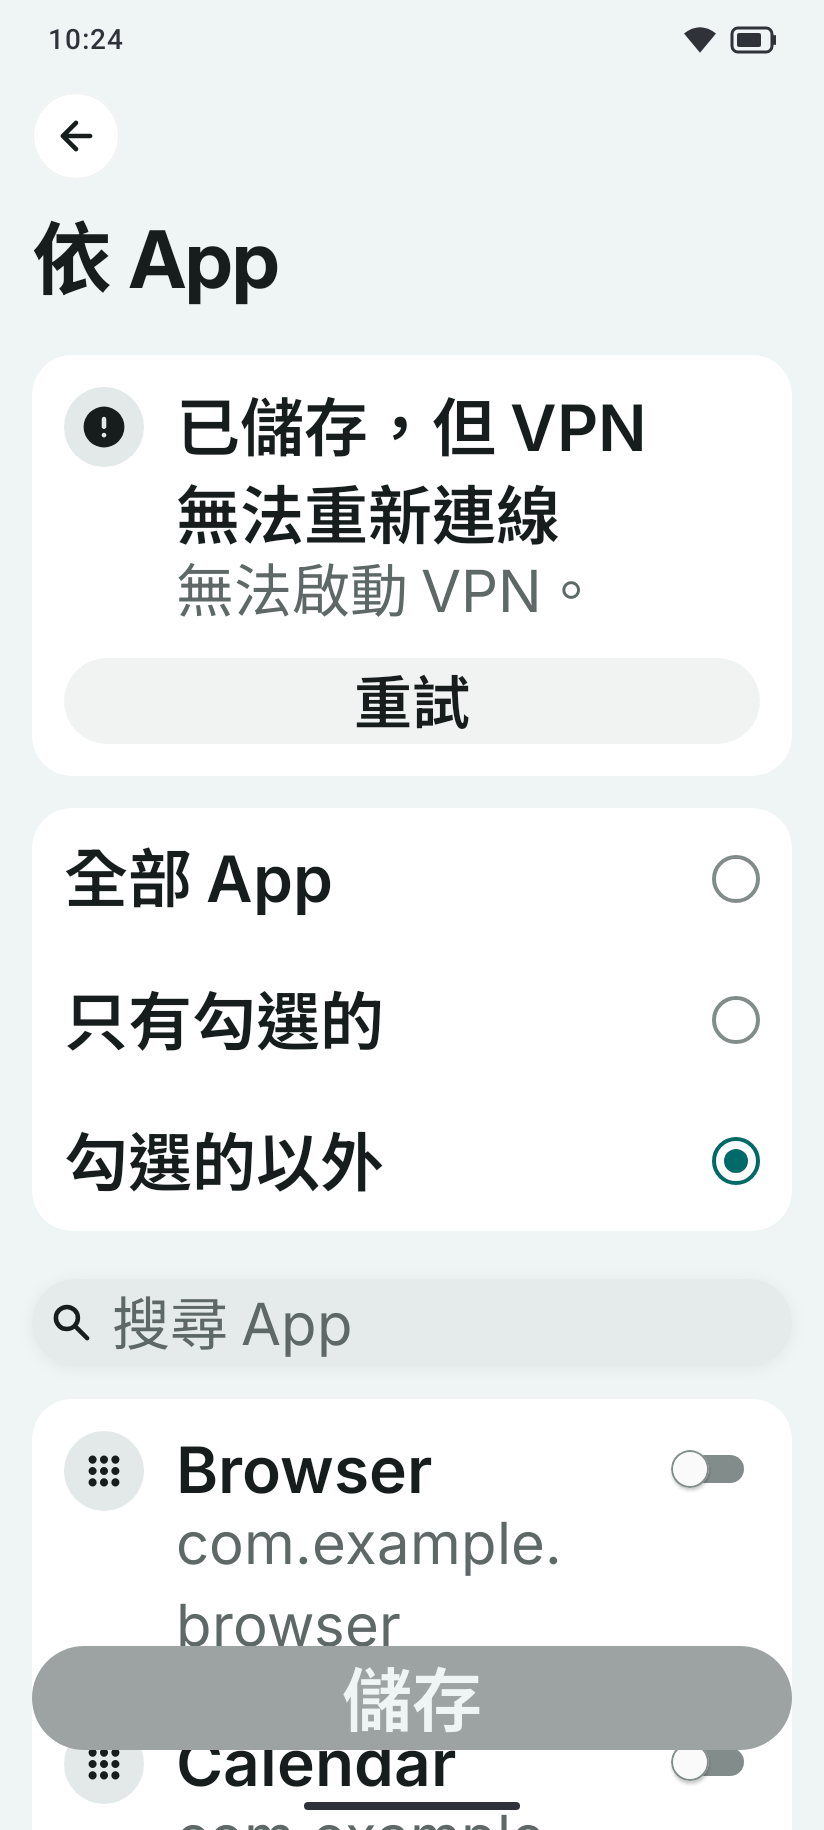 10:24
依 App
已儲存，但 VPN
無法重新連線
無法啟動 VPN。
重試
全部 App
只有勾選的
勾選的以外
搜尋 App
Browser
com.example.
browser
儲存
Calendar
com.example